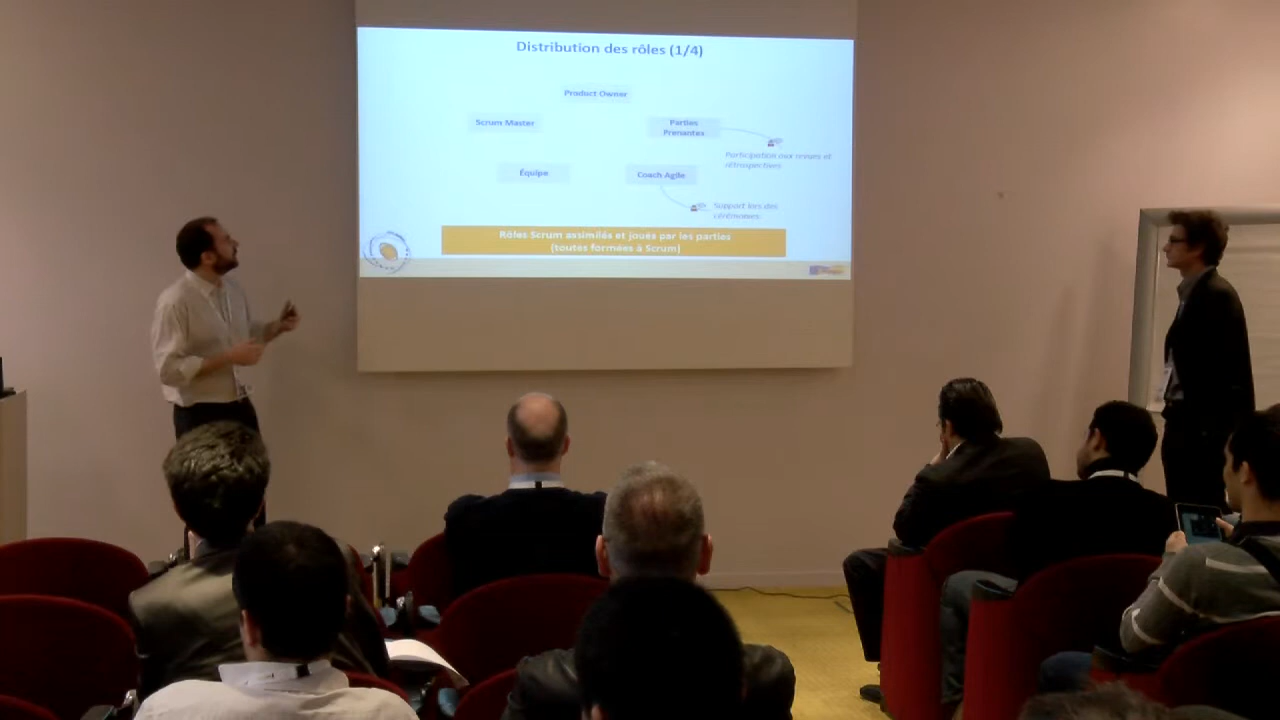 Distribution des rôles (1/4)
Product Owner
Scrum Master
Parties
Prenantes
Participation aux revues et
rétrospectives
Équipe
Coach Agile
Support lors des
cérémonies.
Rôles Scrum assimilés et joués par les parties
(toutes formées à Scrum)